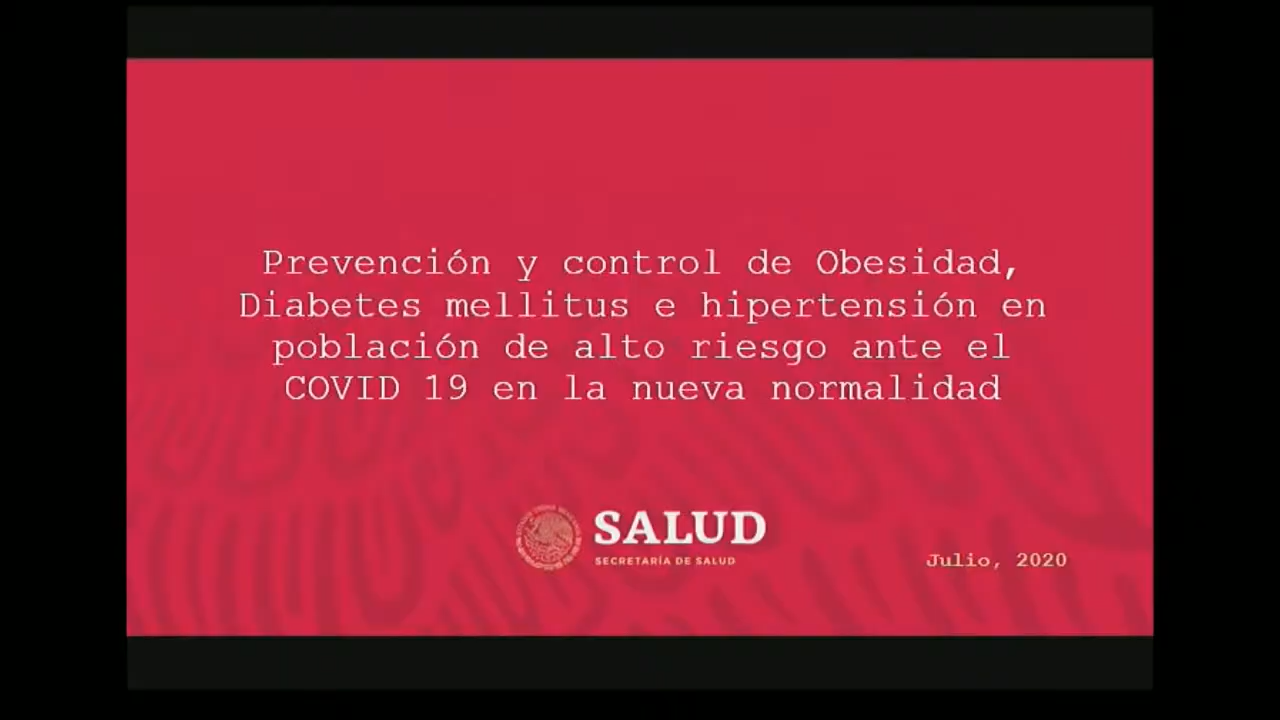 Prevención y control de Obesidad,
Diabetes mellitus e hipertensión en
población de alto riesgo ante el
COVID 19 en la nueva normalidad
SALUD
SECRETARÍA DE SALUD
Julio, 2020